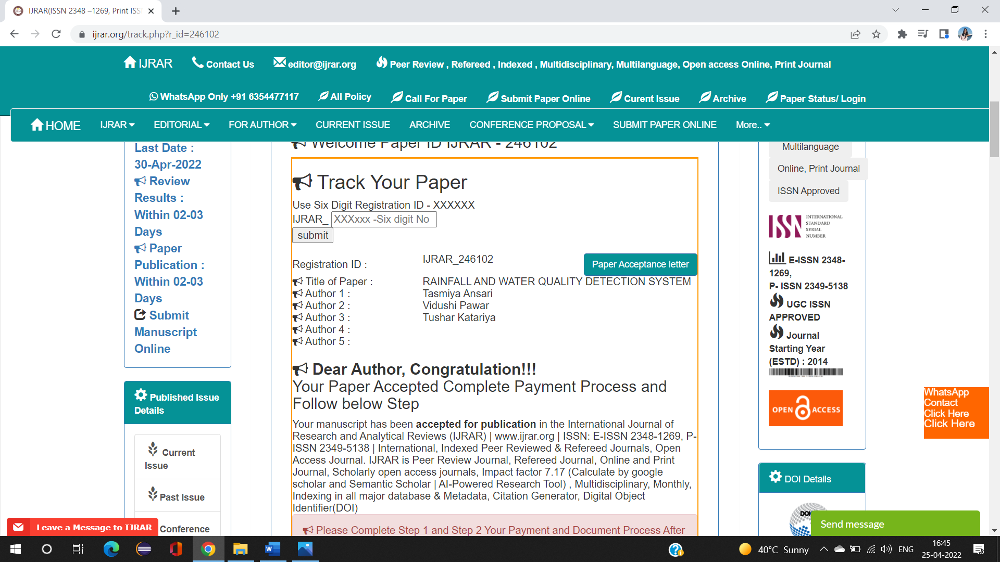 IJRAR(ISSN 2348 –1269, Print ISS
ijrar.org/track.php?r_id=246102
IJRAR
Contact Us
editor@ijrar.org
Peer Review , Refereed , Indexed , Multidisciplinary, Multilanguage, Open access Online, Print Journal
WhatsApp Only +91 6354477117
All Policy
Call For Paper
Submit Paper Online
Curent Issue
Archive
Paper Status/ Login
HOME
IJRAR
EDITORIAL
FOR AUTHOR
CURRENT ISSUE
ARCHIVE
CONFERENCE PROPOSAL
SUBMIT PAPER ONLINE
More..
Last Date :
30-Apr-2022
Review
Results :
Within 02-03
Days
Paper
Publication :
Within 02-03
Days
Submit
Manuscript
Online
Published Issue
Details
Current
Issue
Past Issue
Conference
Leave a Message to IJRAR
Welcome Paper ID IJRAR - 246102
Track Your Paper
Use Six Digit Registration ID - XXXXXX
IJRAR_ XXXxxx -Six digit No
submit
Registration ID :
IJRAR_246102
Paper Acceptance letter
Title of Paper :
RAINFALL AND WATER QUALITY DETECTION SYSTEM
Author 1 :
Tasmiya Ansari
Author 2 :
Vidushi Pawar
Author 3 :
Tushar Katariya
Author 4 :
Author 5 :
Dear Author, Congratulation!!!
Your Paper Accepted Complete Payment Process and
Follow below Step
Your manuscript has been accepted for publication in the International Journal of
Research and Analytical Reviews (IJRAR) | www.ijrar.org | ISSN: E-ISSN 2348-1269, P-
ISSN 2349-5138 | International, Indexed Peer Reviewed & Refereed Journals, Open
Access Journal. IJRAR is Peer Review Journal, Refereed Journal, Online and Print
Journal, Scholarly open access journals, Impact factor 7.17 (Calculate by google
scholar and Semantic Scholar | AI-Powered Research Tool) , Multidisciplinary, Monthly,
Indexing in all major database & Metadata, Citation Generator, Digital Object
Identifier(DOI)
Please Complete Step 1 and Step 2 Your Payment and Document Process After
Multilanguage
Online, Print Journal
ISSN Approved
ISSN
INTERNATIONAL
STANDARD
SERIAL
NUMBER
E-ISSN 2348-
1269,
P- ISSN 2349-5138
UGC ISSN
APPROVED
Journal
Starting Year
(ESTD) : 2014
OPEN ACCESS
WhatsApp
Contact
Click Here
Click Here
DOI Details
DOI
Send message
40°C Sunny
ENG
16:45
25-04-2022